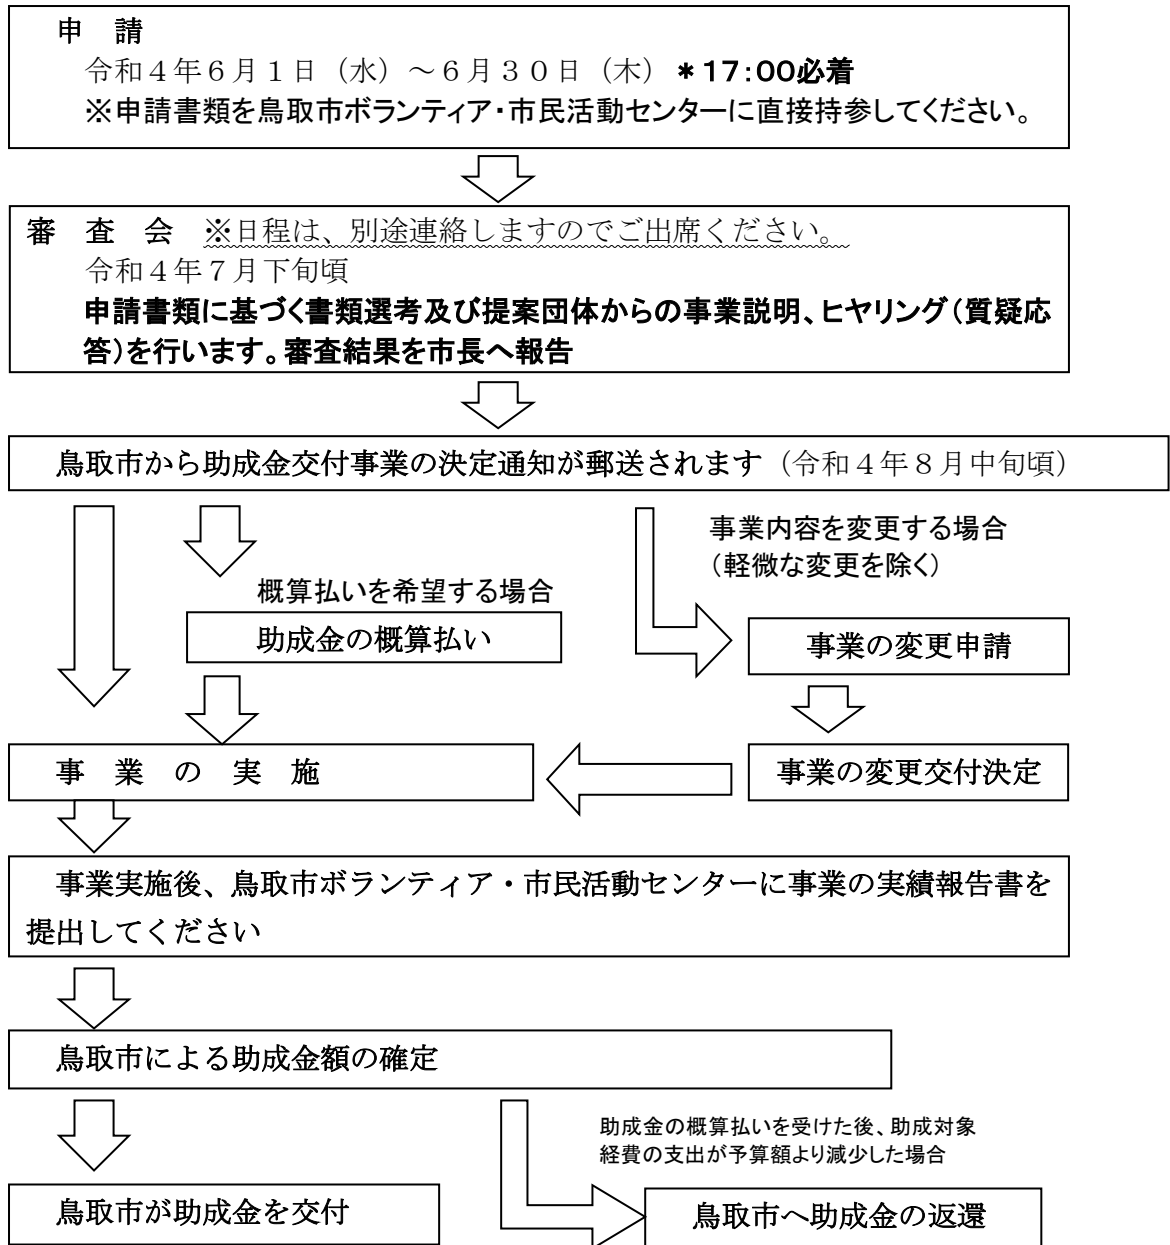 申　請
令和４年６月１日（水）～６月３０日（木）＊17：00必着
※申請書類を鳥取市ボランティア・市民活動センターに直接持参してください。
審　査　会　※日程は、別途連絡しますのでご出席ください。
令和４年７月下旬頃
申請書類に基づく書類選考及び提案団体からの事業説明、ヒヤリング（質疑応
答）を行います。審査結果を市長へ報告
鳥取市から助成金交付事業の決定通知が郵送されます（令和４年８月中旬頃）
事業内容を変更する場合
（軽微な変更を除く）
概算払いを希望する場合
助成金の概算払い
事業の変更申請
事　業　の　実　施
事業の変更交付決定
事業実施後、鳥取市ボランティア・市民活動センターに事業の実績報告書を
提出してください
鳥取市による助成金額の確定
助成金の概算払いを受けた後、助成対象
経費の支出が予算額より減少した場合
鳥取市が助成金を交付
鳥取市へ助成金の返還